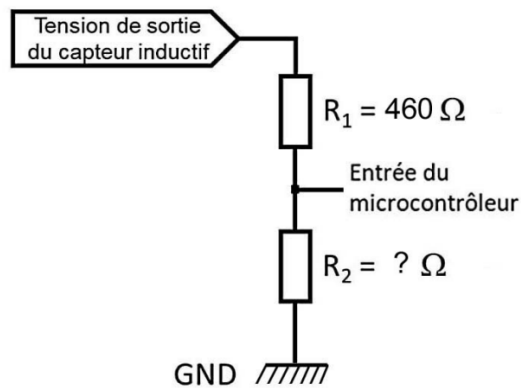 Tension de sortie
du capteur inductif
R₁ = 460 Ω
Entrée du
microcontrôleur
R₂ = ? Ω
GND